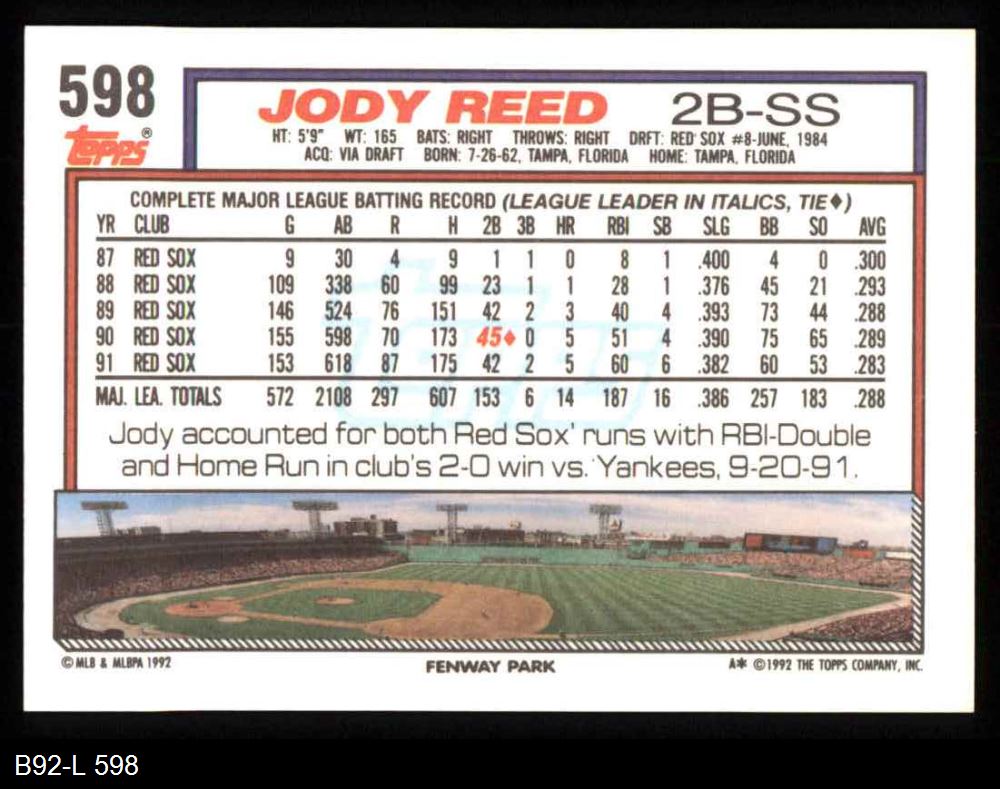 598
topps®
JODY REED 2B-SS
HT: 5'9" WT: 165 BATS: RIGHT THROWS: RIGHT DRFT: RED SOX #8-JUNE, 1984
ACQ: VIA DRAFT BORN: 7-26-62, TAMPA, FLORIDA HOME: TAMPA, FLORIDA
COMPLETE MAJOR LEAGUE BATTING RECORD (LEAGUE LEADER IN ITALICS, TIE♦)
YR CLUB G AB R H 2B 3B HR RBI SB SLG BB SO AVG
87 RED SOX 9 30 4 9 1 1 0 8 1 .400 4 0 .300
88 RED SOX 109 338 60 99 23 1 1 28 1 .376 45 21 .293
89 RED SOX 146 524 76 151 42 2 3 40 4 .393 73 44 .288
90 RED SOX 155 598 70 173 45♦ 0 5 51 4 .390 75 65 .289
91 RED SOX 153 618 87 175 42 2 5 60 6 .382 60 53 .283
MAJ. LEA. TOTALS 572 2108 297 607 153 6 14 187 16 .386 257 183 .288
Jody accounted for both Red Sox' runs with RBI-Double
and Home Run in club's 2-0 win vs. Yankees, 9-20-91.
© MLB & MLBPA 1992 FENWAY PARK A* ©1992 THE TOPPS COMPANY, INC.
B92-L 598